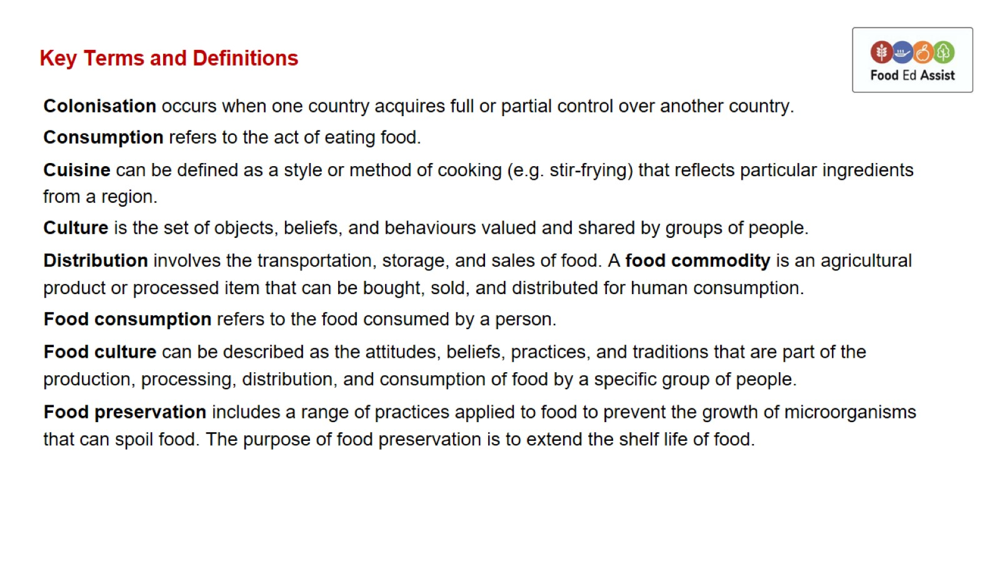 Key Terms and Definitions
Food Ed Assist
Colonisation occurs when one country acquires full or partial control over another country.
Consumption refers to the act of eating food.
Cuisine can be defined as a style or method of cooking (e.g. stir-frying) that reflects particular ingredients
from a region.
Culture is the set of objects, beliefs, and behaviours valued and shared by groups of people.
Distribution involves the transportation, storage, and sales of food. A food commodity is an agricultural
product or processed item that can be bought, sold, and distributed for human consumption.
Food consumption refers to the food consumed by a person.
Food culture can be described as the attitudes, beliefs, practices, and traditions that are part of the
production, processing, distribution, and consumption of food by a specific group of people.
Food preservation includes a range of practices applied to food to prevent the growth of microorganisms
that can spoil food. The purpose of food preservation is to extend the shelf life of food.